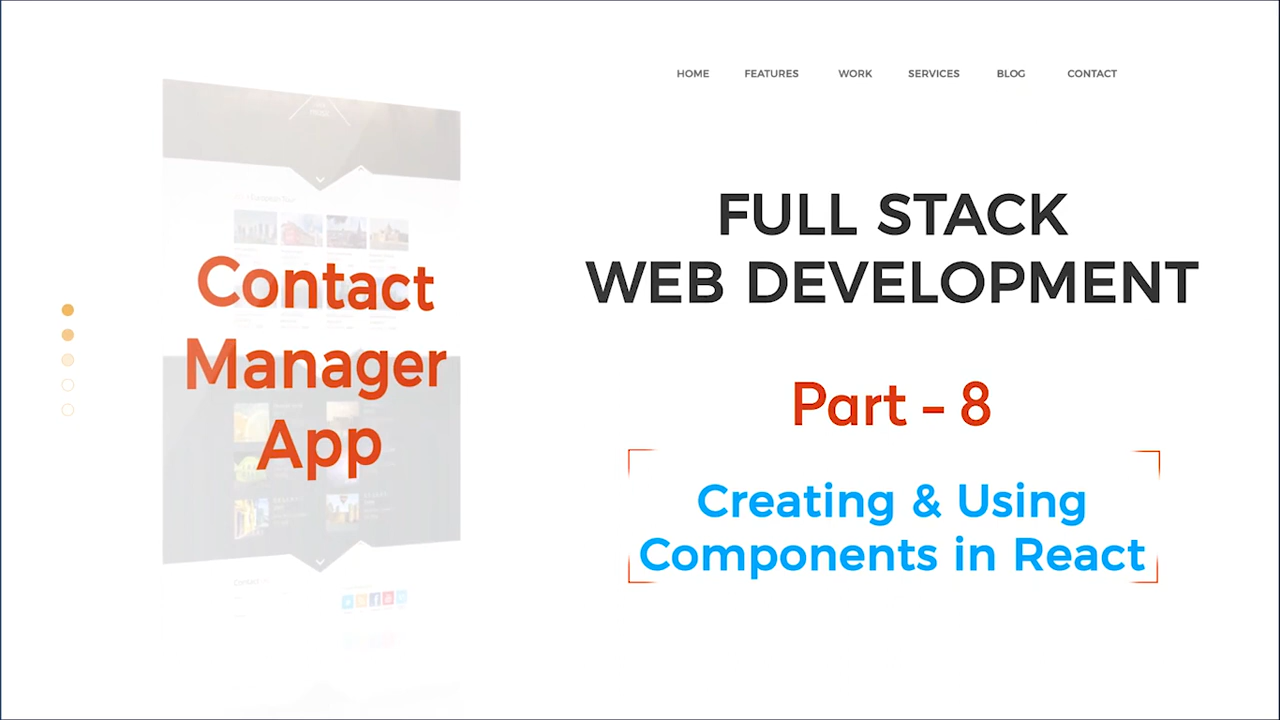 HOME FEATURES WORK SERVICES BLOG CONTACT
FULL STACK
WEB DEVELOPMENT
Part - 8
Creating & Using
Components in React
Contact
Manager
App